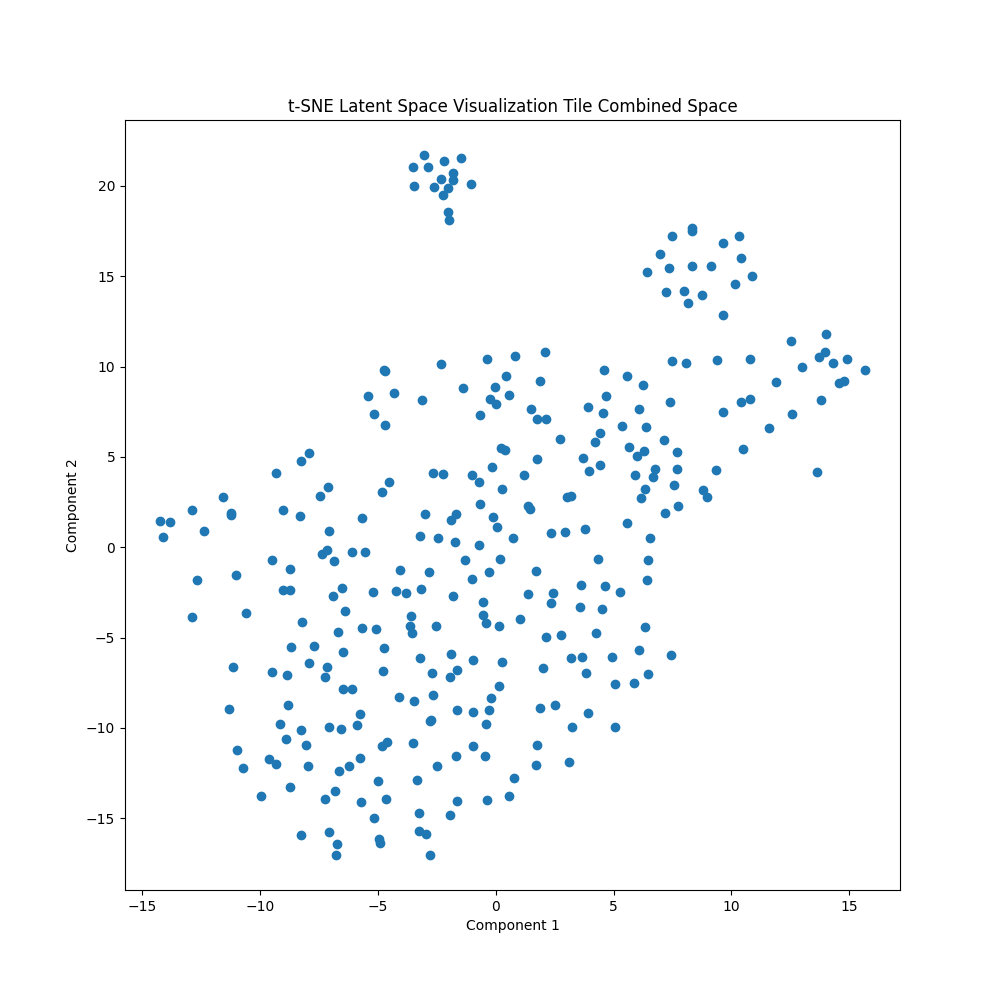 t-SNE Latent Space Visualization Tile Combined Space
20
15
10
5
0
−5
−10
−15
Component 2
−15 −10 −5 0 5 10 15
Component 1